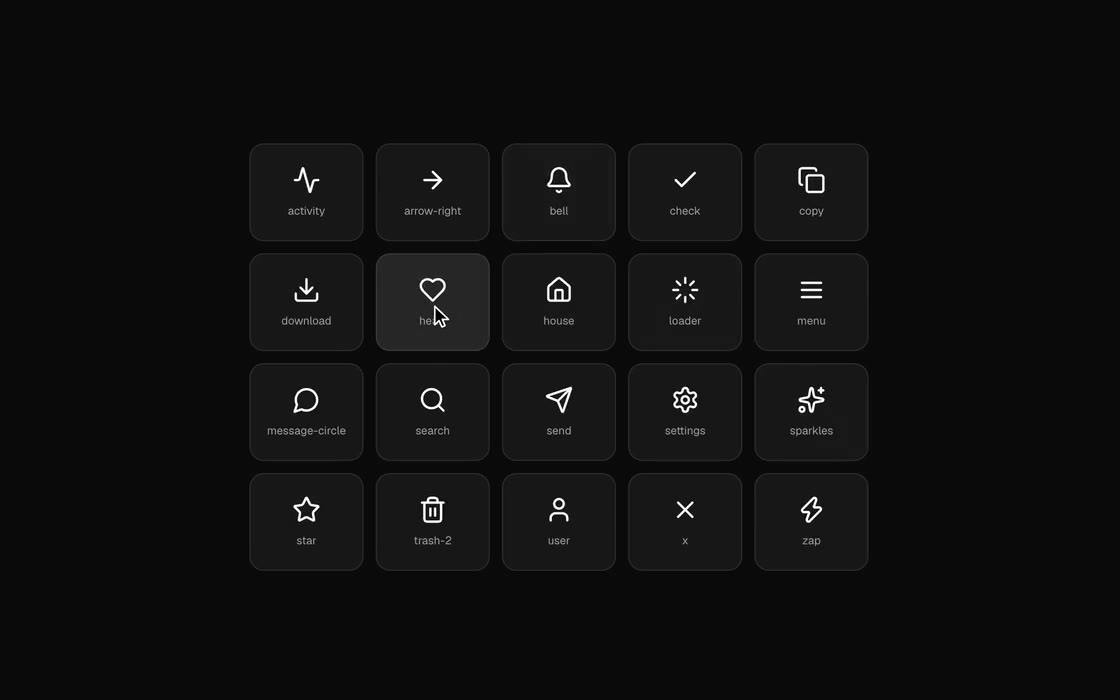 activity
arrow-right
bell
check
copy
download
house
loader
menu
message-circle
search
send
settings
sparkles
star
trash-2
user
x
zap